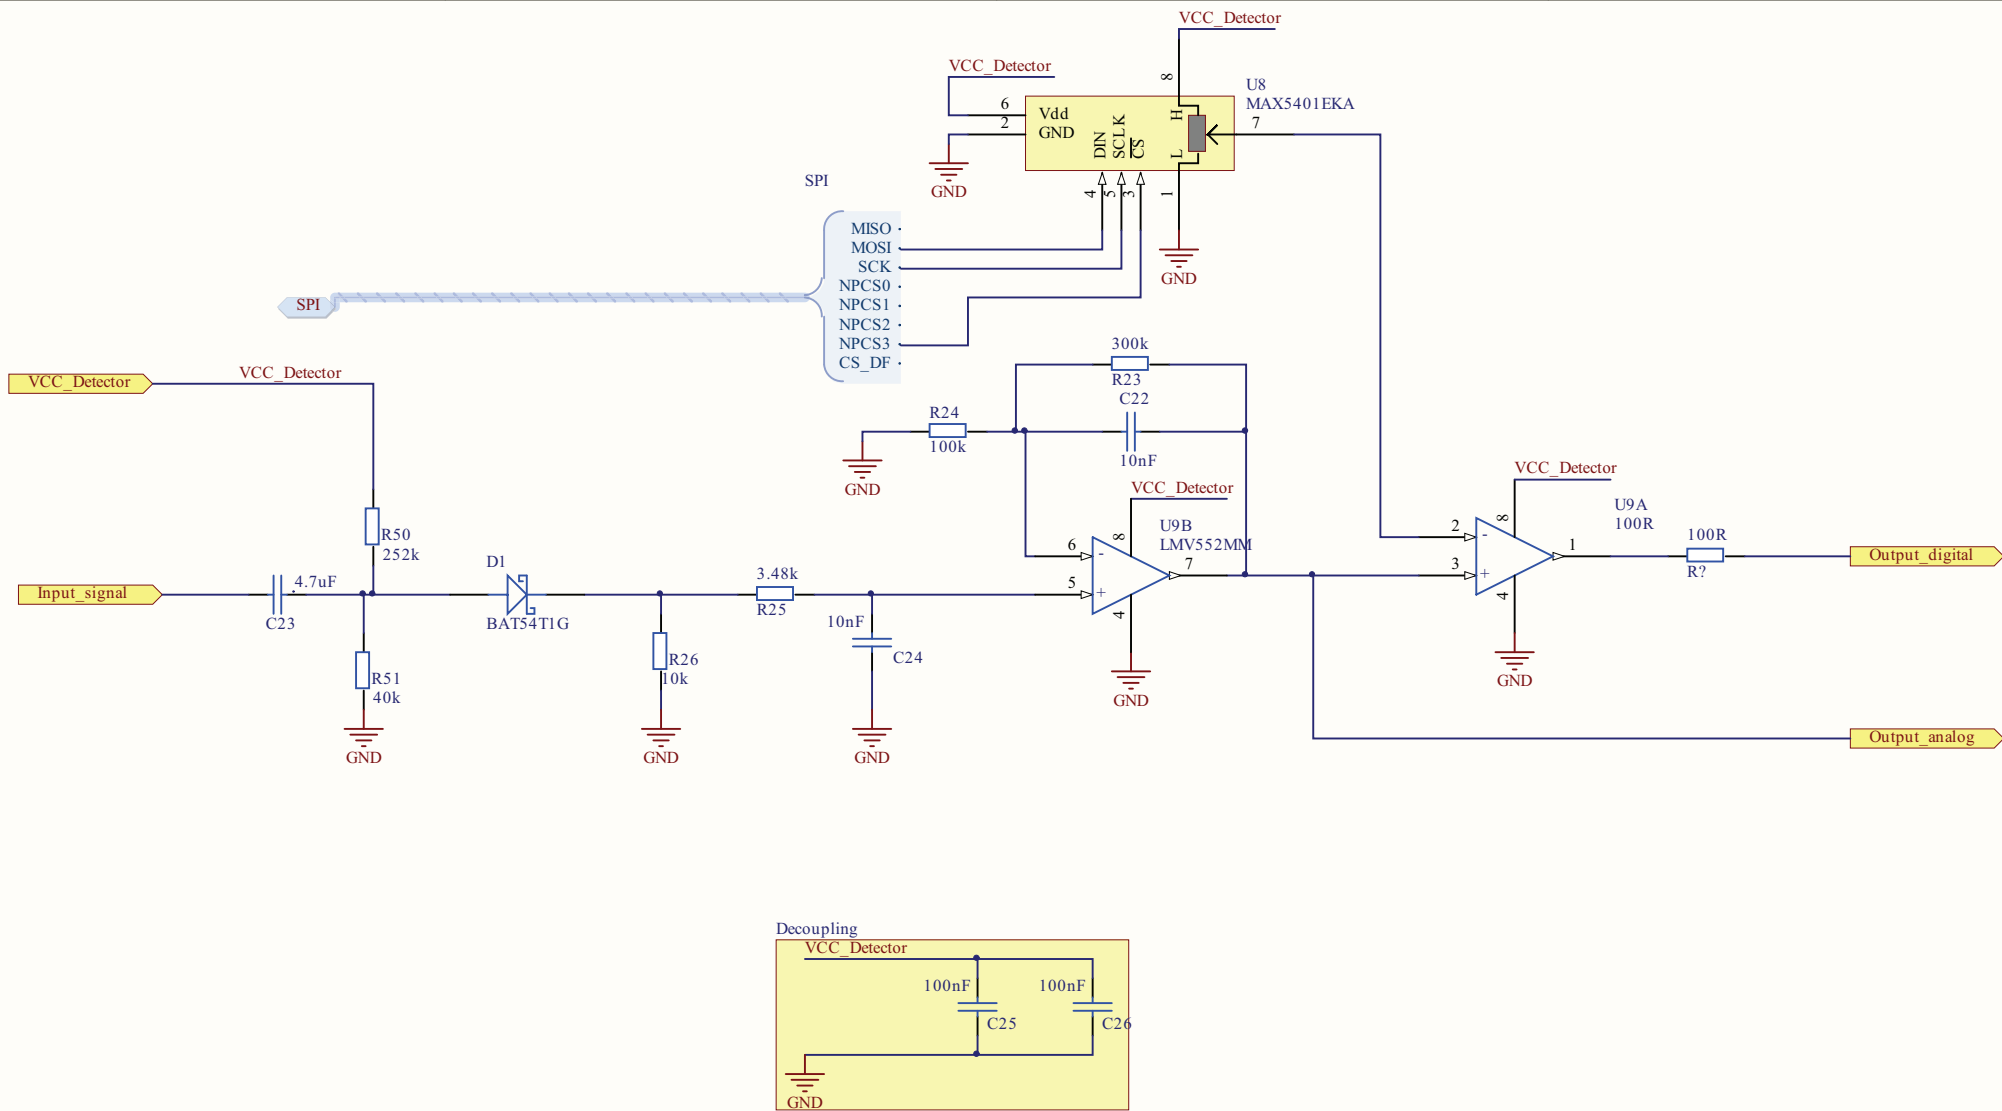 VCC_Detector
VCC_Detector
U8
MAX5401EKA
8
6
2
7
Vdd
GND
DIN
SCLK
CS
H
L
4
5
3
1
GND
GND
SPI
SPI
MISO
MOSI
SCK
NPCS0
NPCS1
NPCS2
NPCS3
CS_DF
VCC_Detector
VCC_Detector
300k
R23
C22
10nF
R24
100k
GND
VCC_Detector
U9B
LMV552MM
8
6
-
5
+
7
4
GND
VCC_Detector
U9A
100R
8
2
-
3
+
1
4
GND
100R
R?
Output_digital
Output_analog
R50
252k
Input_signal
4.7uF
C23
D1
BAT54T1G
R51
40k
GND
R26
10k
GND
3.48k
R25
10nF
C24
GND
Decoupling
VCC_Detector
100nF
C25
100nF
C26
GND